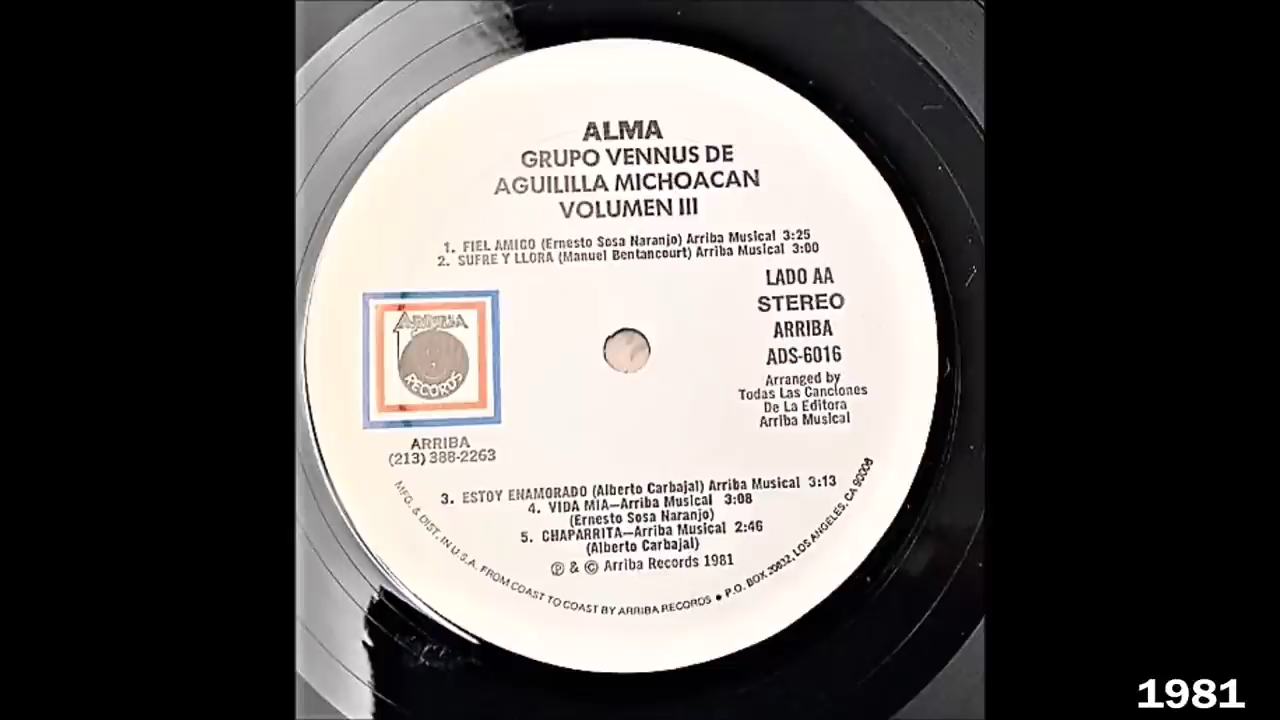 ALMA
GRUPO VENNUS DE
AGUILILLA MICHOACAN
VOLUMEN III
1. FIEL AMIGO (Ernesto Sosa Naranjo) Arriba Musical 3:25
2. SUFRE Y LLORA (Manuel Bentancourt) Arriba Musical 3:00
LADO AA
STEREO
ARRIBA
ADS-6016
Arranged by
Todas Las Canciones
De La Editora
Arriba Musical
ARRIBA
RECORDS
ARRIBA
(213) 388-2263
3. ESTOY ENAMORADO (Alberto Carbajal) Arriba Musical 3:13
4. VIDA MIA—Arriba Musical 3:08
(Ernesto Sosa Naranjo)
5. CHAPARRITA—Arriba Musical 2:46
(Alberto Carbajal)
Ⓟ & © Arriba Records 1981
MFG. & DIST. IN U.S.A. FROM COAST TO COAST BY ARRIBA RECORDS ● P.O. BOX 20632, LOS ANGELES, CA 90006
1981